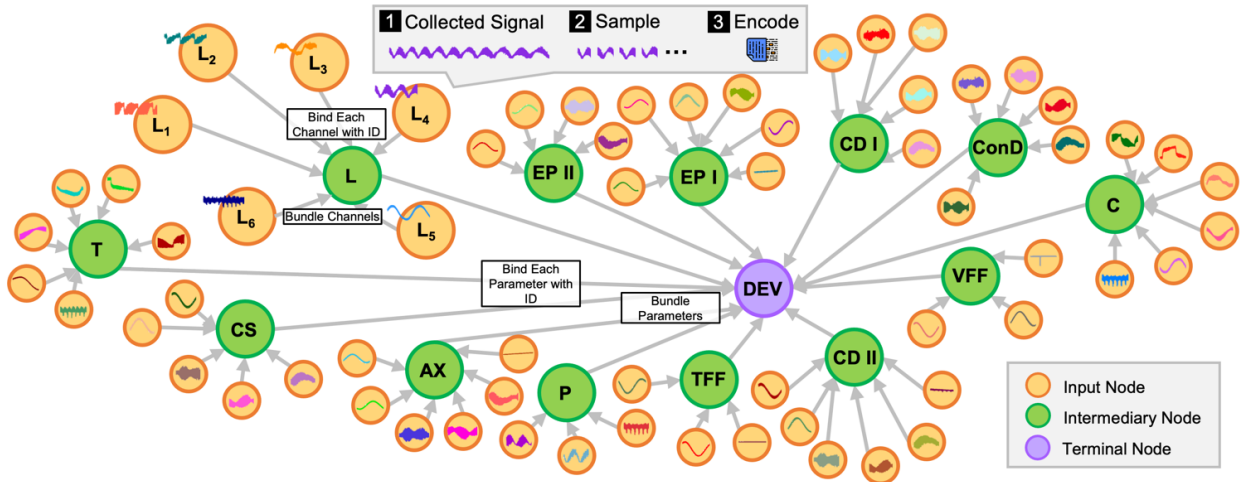 1 Collected Signal
2 Sample
3 Encode
...
L2
L3
L1
L4
Bind Each
Channel with ID
L
Bundle Channels
L6
L5
EP II
EP I
CD I
ConD
C
T
Bind Each
Parameter with
ID
DEV
VFF
Bundle
Parameters
CS
AX
P
TFF
CD II
Input Node
Intermediary Node
Terminal Node